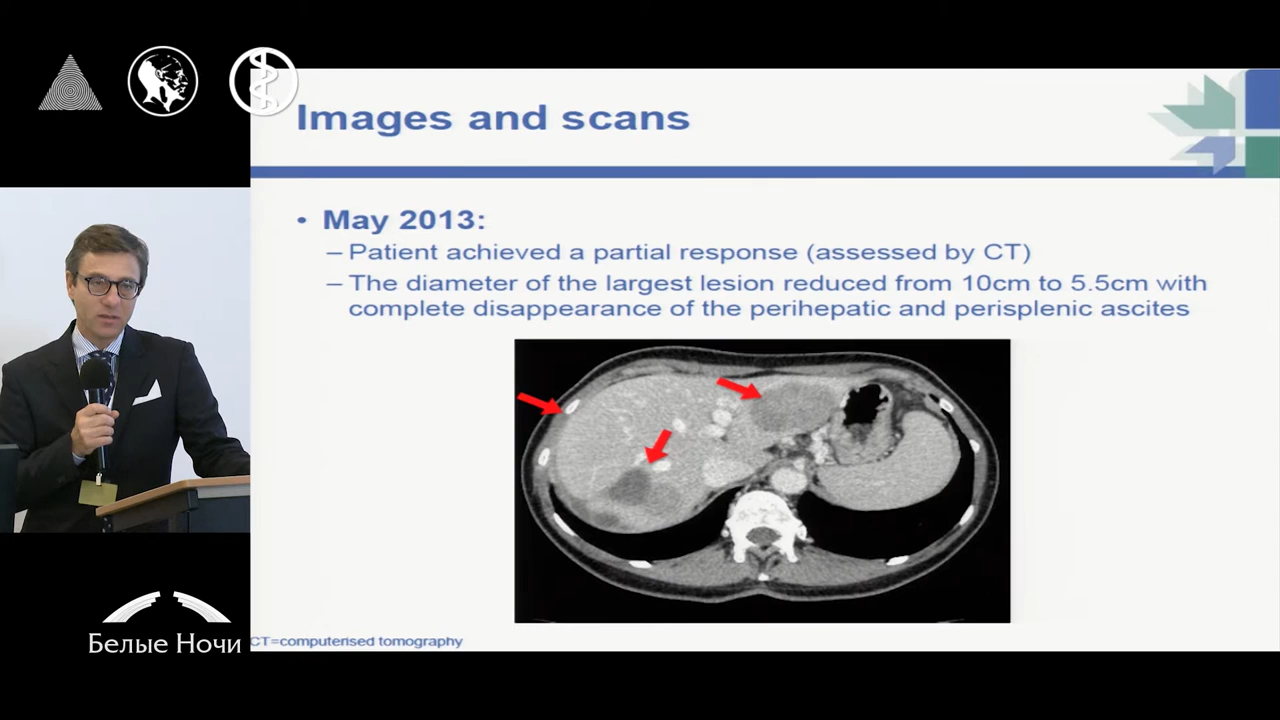 Images and scans
• May 2013:
– Patient achieved a partial response (assessed by CT)
– The diameter of the largest lesion reduced from 10cm to 5.5cm with
complete disappearance of the perihepatic and perisplenic ascites
Белые Ночи
CT=computerised tomography